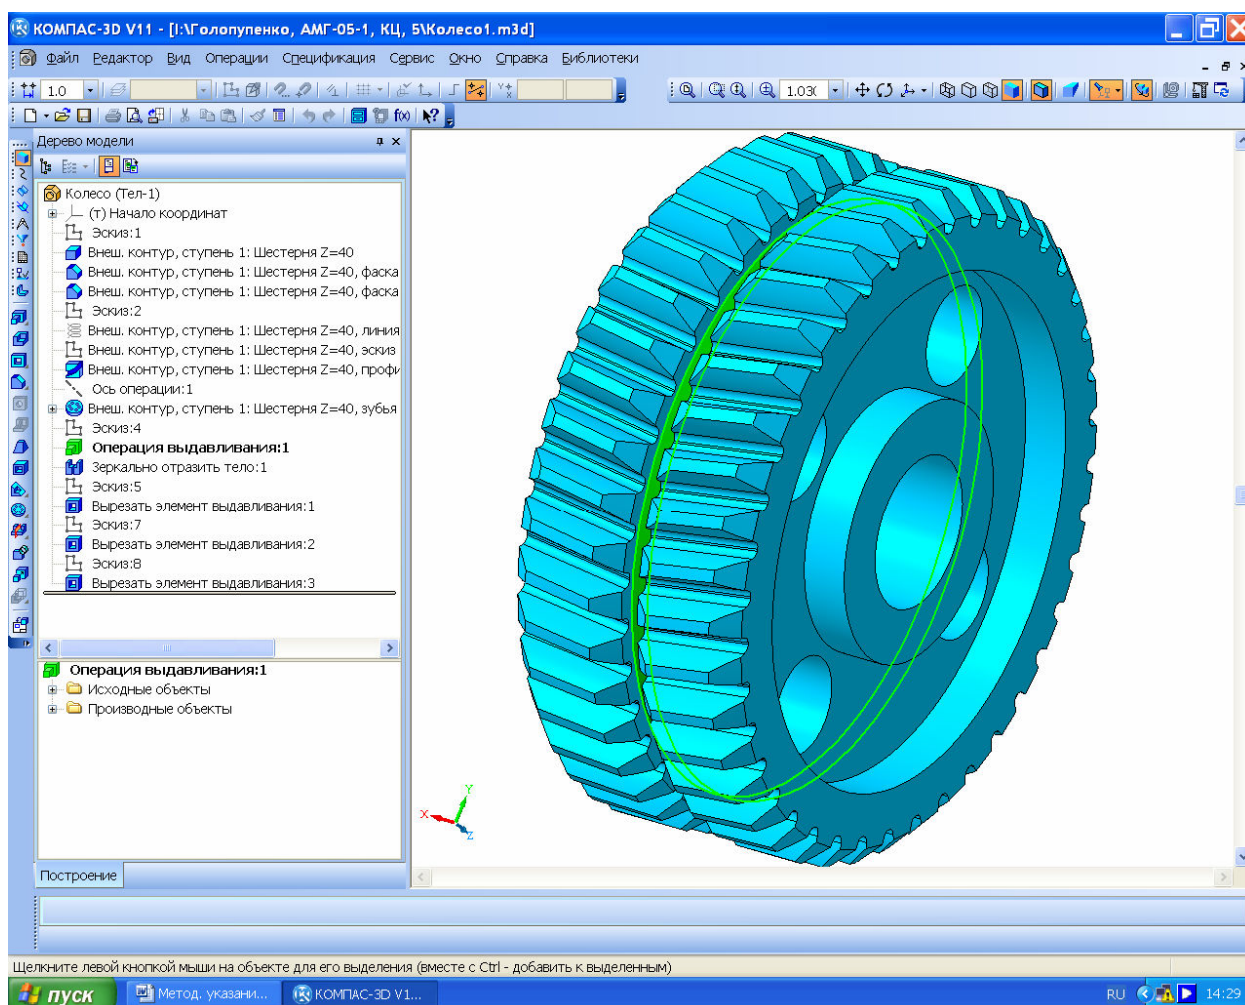 КОМПАС-3D V11 - [I:\Голопупенко, АМГ-05-1, КЦ, 5\Колесо1.m3d]
Файл Редактор Вид Операции Спецификация Сервис Окно Справка Библиотеки
1.0
1.03(
f(x)
Дерево модели
Колесо (Тел-1)
(т) Начало координат
Эскиз:1
Внеш. контур, ступень 1: Шестерня Z=40
Внеш. контур, ступень 1: Шестерня Z=40, фаска
Внеш. контур, ступень 1: Шестерня Z=40, фаска
Эскиз:2
Внеш. контур, ступень 1: Шестерня Z=40, линия
Внеш. контур, ступень 1: Шестерня Z=40, эскиз
Внеш. контур, ступень 1: Шестерня Z=40, профи
Ось операции:1
Внеш. контур, ступень 1: Шестерня Z=40, зубья
Эскиз:4
Операция выдавливания:1
Зеркально отразить тело:1
Эскиз:5
Вырезать элемент выдавливания:1
Эскиз:7
Вырезать элемент выдавливания:2
Эскиз:8
Вырезать элемент выдавливания:3
Операция выдавливания:1
Исходные объекты
Производные объекты
Y
X
Z
Построение
Щелкните левой кнопкой мыши на объекте для его выделения (вместе с Ctrl - добавить к выделенным)
пуск Метод. указани... КОМПАС-3D V1... RU 14:29